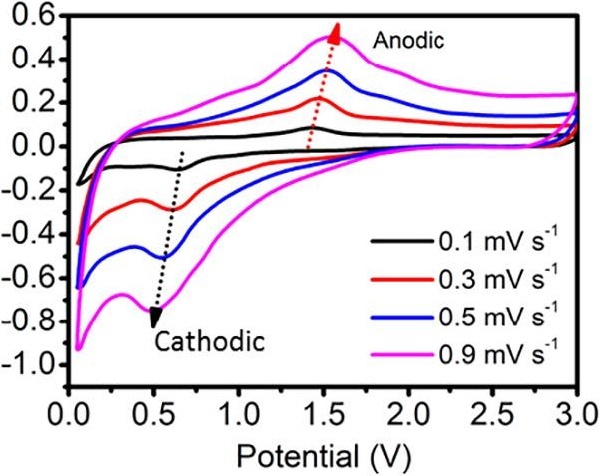 0.6
0.4
0.2
0.0
-0.2
-0.4
-0.6
-0.8
-1.0
Anodic
Cathodic
0.1 mV s⁻¹
0.3 mV s⁻¹
0.5 mV s⁻¹
0.9 mV s⁻¹
0.0 0.5 1.0 1.5 2.0 2.5 3.0
Potential (V)